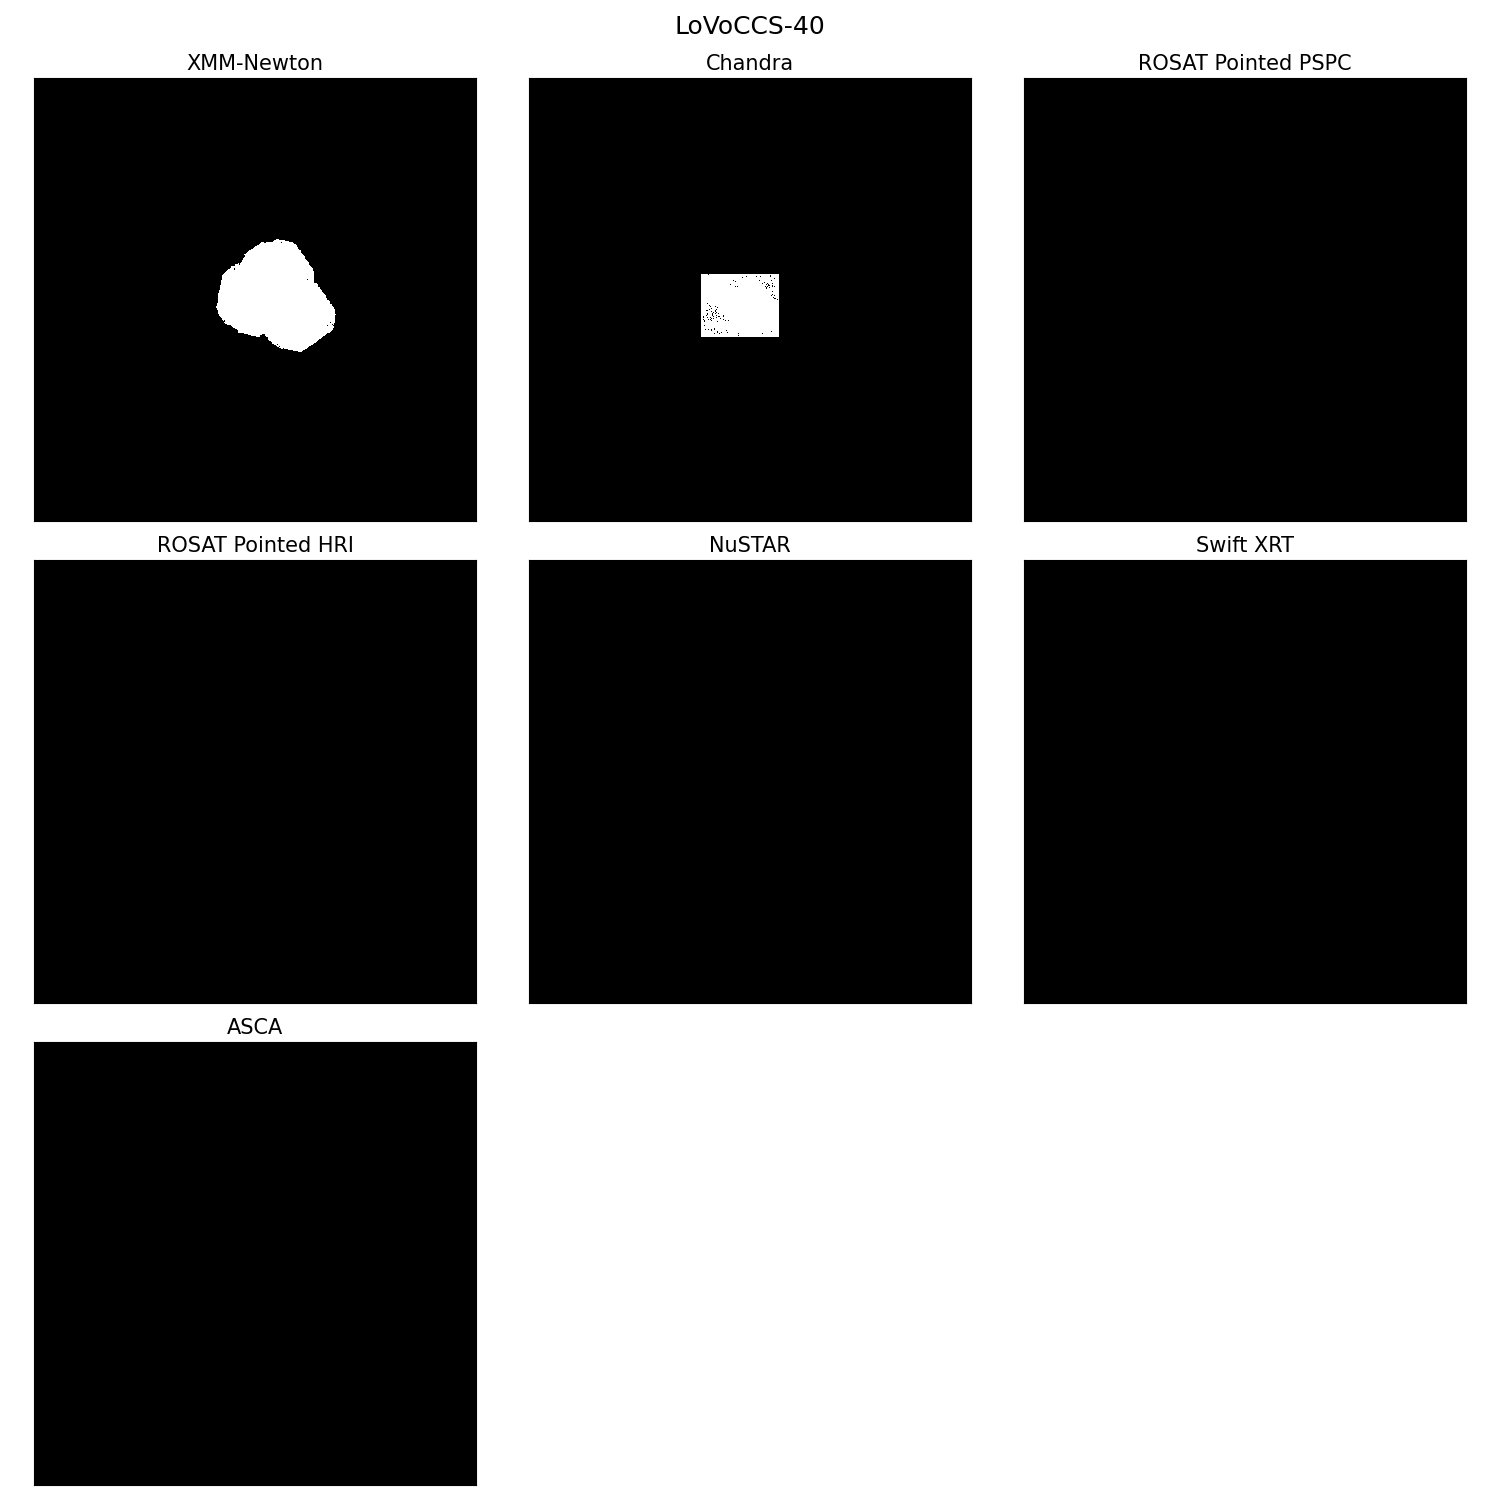 LoVoCCS-40
XMM-Newton
Chandra
ROSAT Pointed PSPC
ROSAT Pointed HRI
NuSTAR
Swift XRT
ASCA